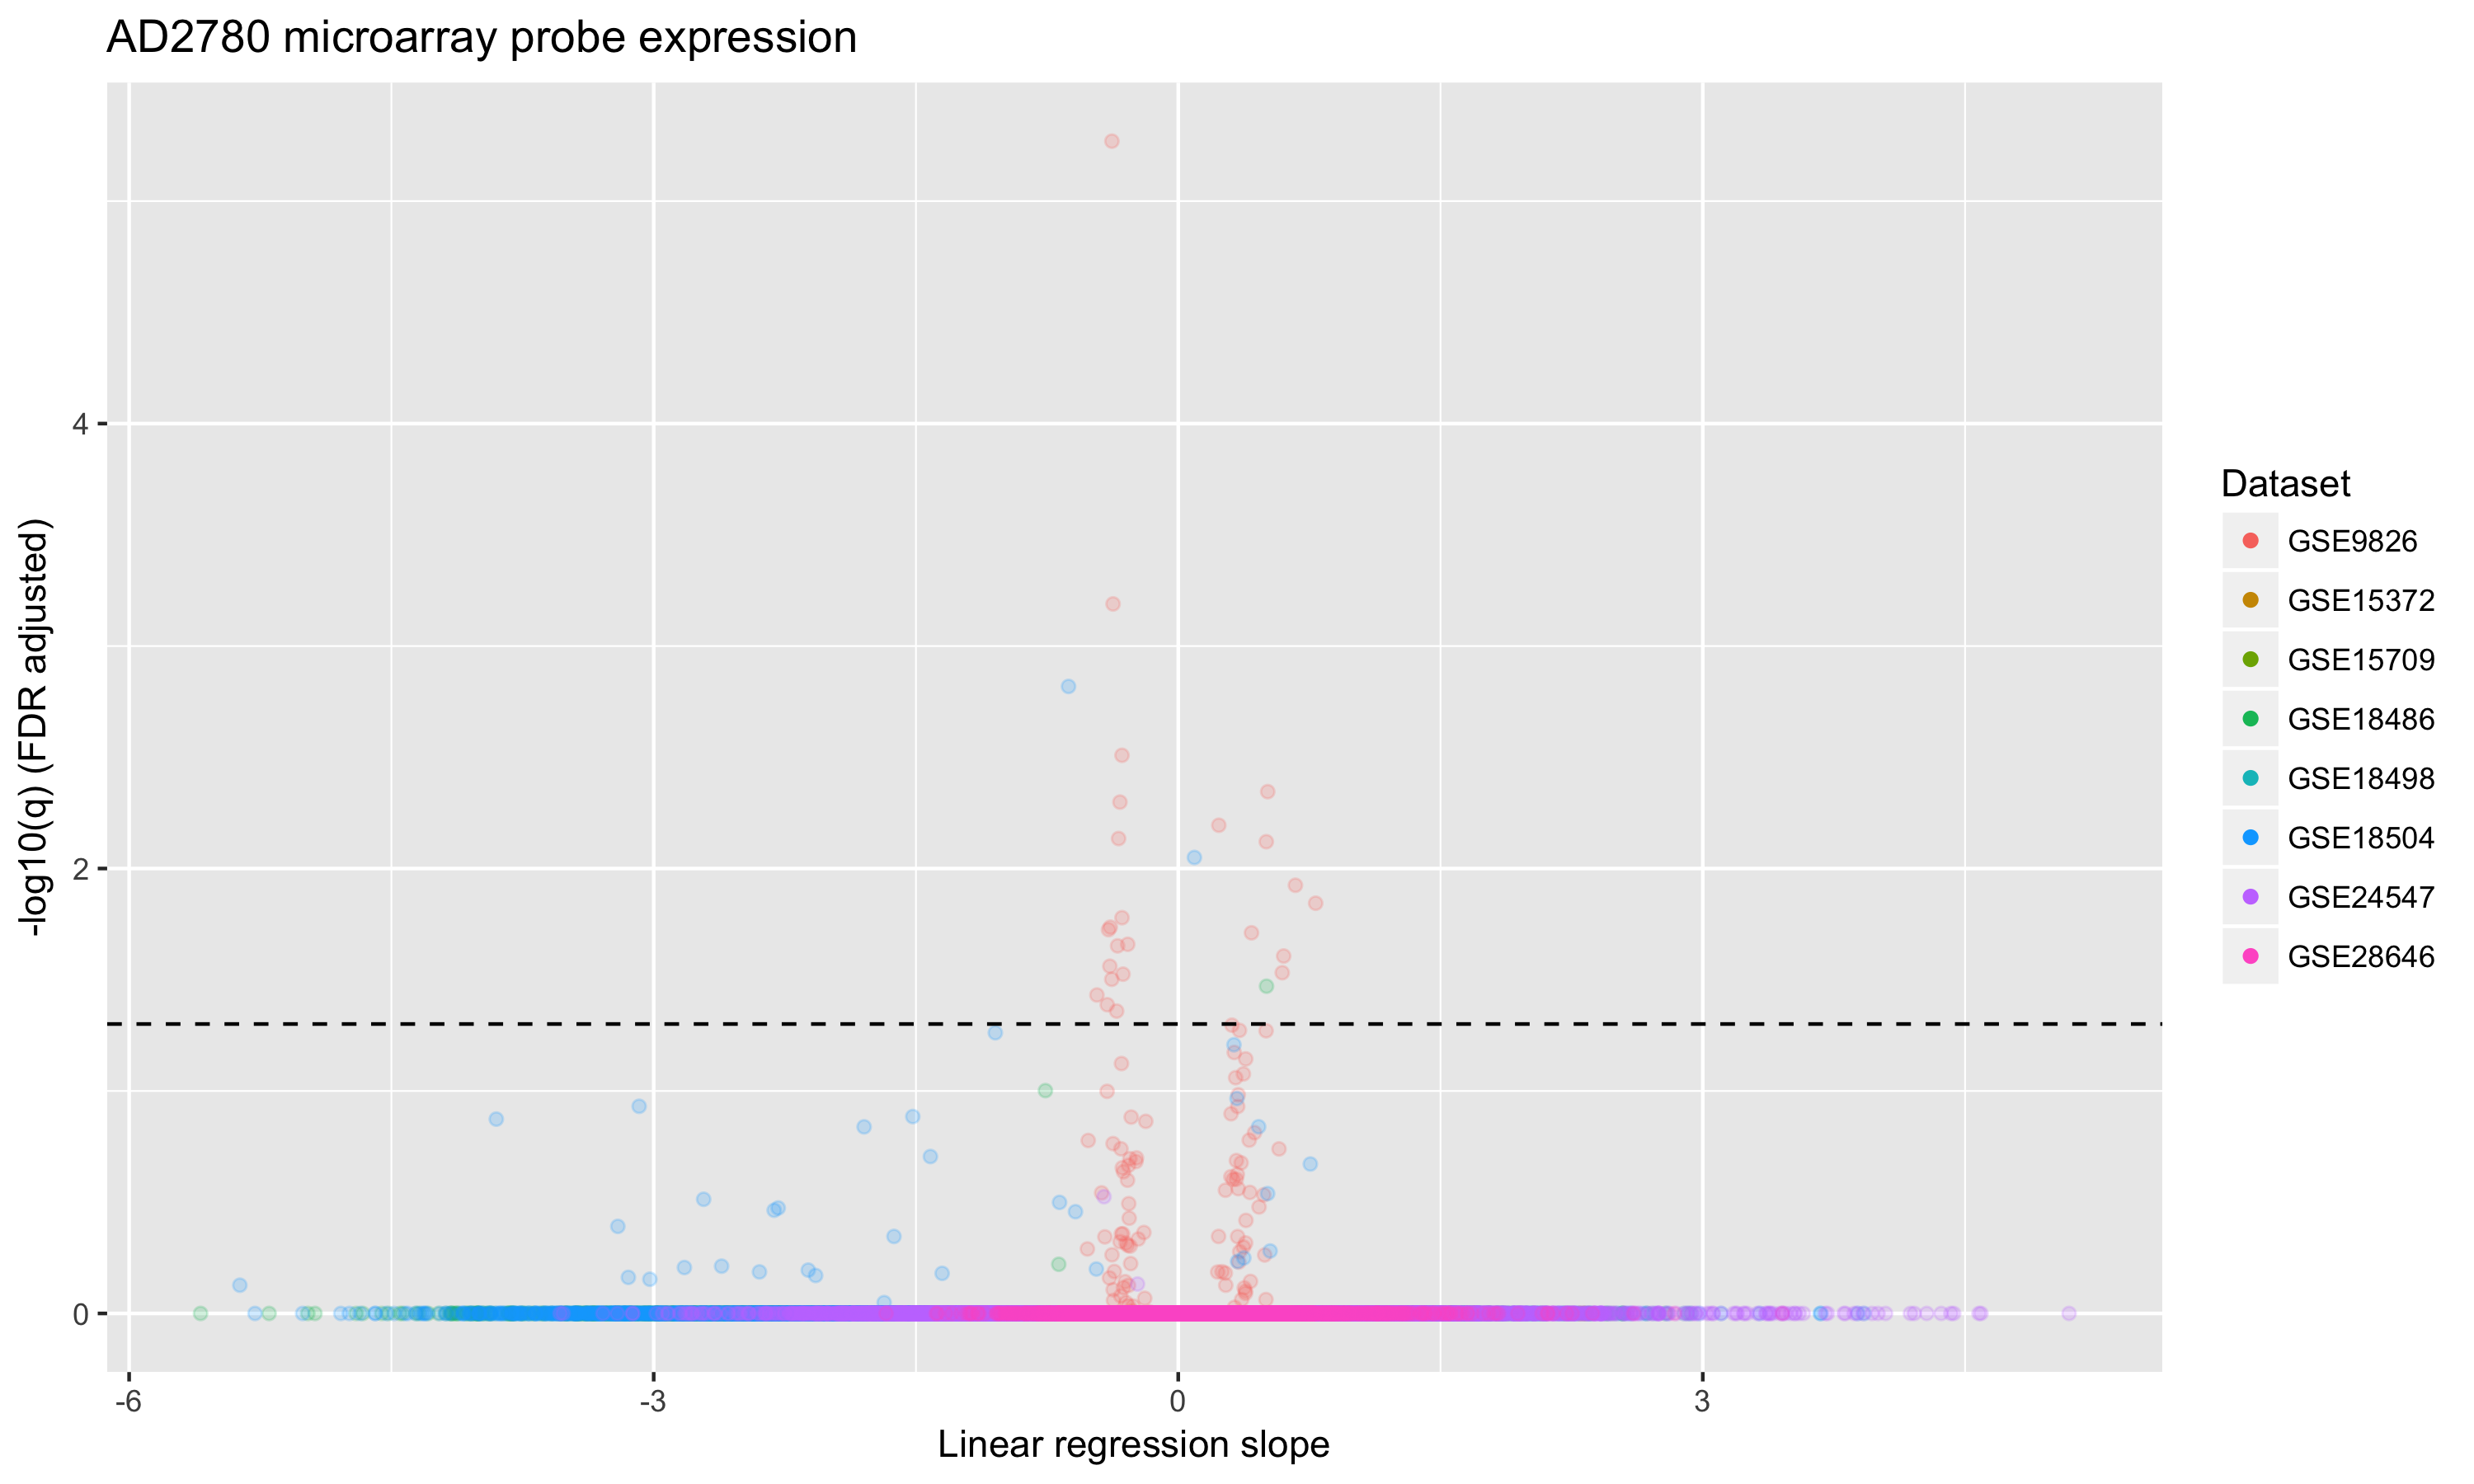 AD2780 microarray probe expression
-log10(q) (FDR adjusted)
4
2
0
-6
-3
0
3
Linear regression slope
Dataset
GSE9826
GSE15372
GSE15709
GSE18486
GSE18498
GSE18504
GSE24547
GSE28646